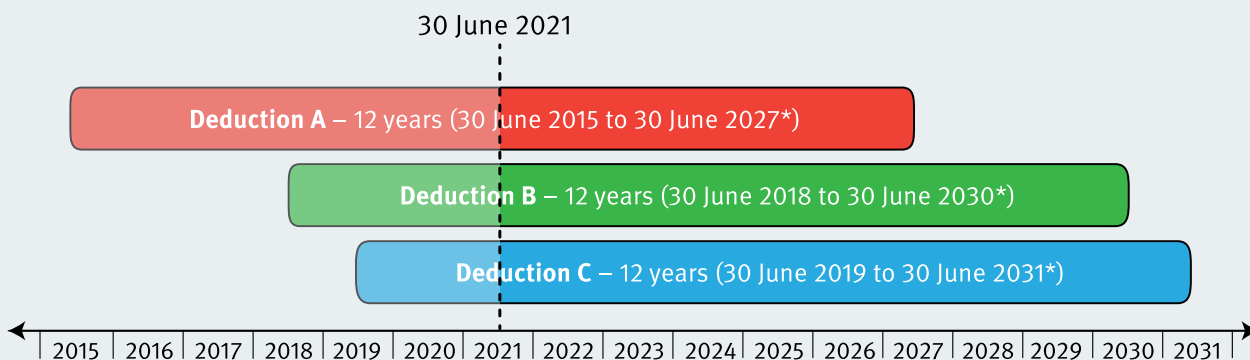 30 June 2021
Deduction A – 12 years (30 June 2015 to 30 June 2027*)
Deduction B – 12 years (30 June 2018 to 30 June 2030*)
Deduction C – 12 years (30 June 2019 to 30 June 2031*)
2015 2016 2017 2018 2019 2020 2021 2022 2023 2024 2025 2026 2027 2028 2029 2030 2031